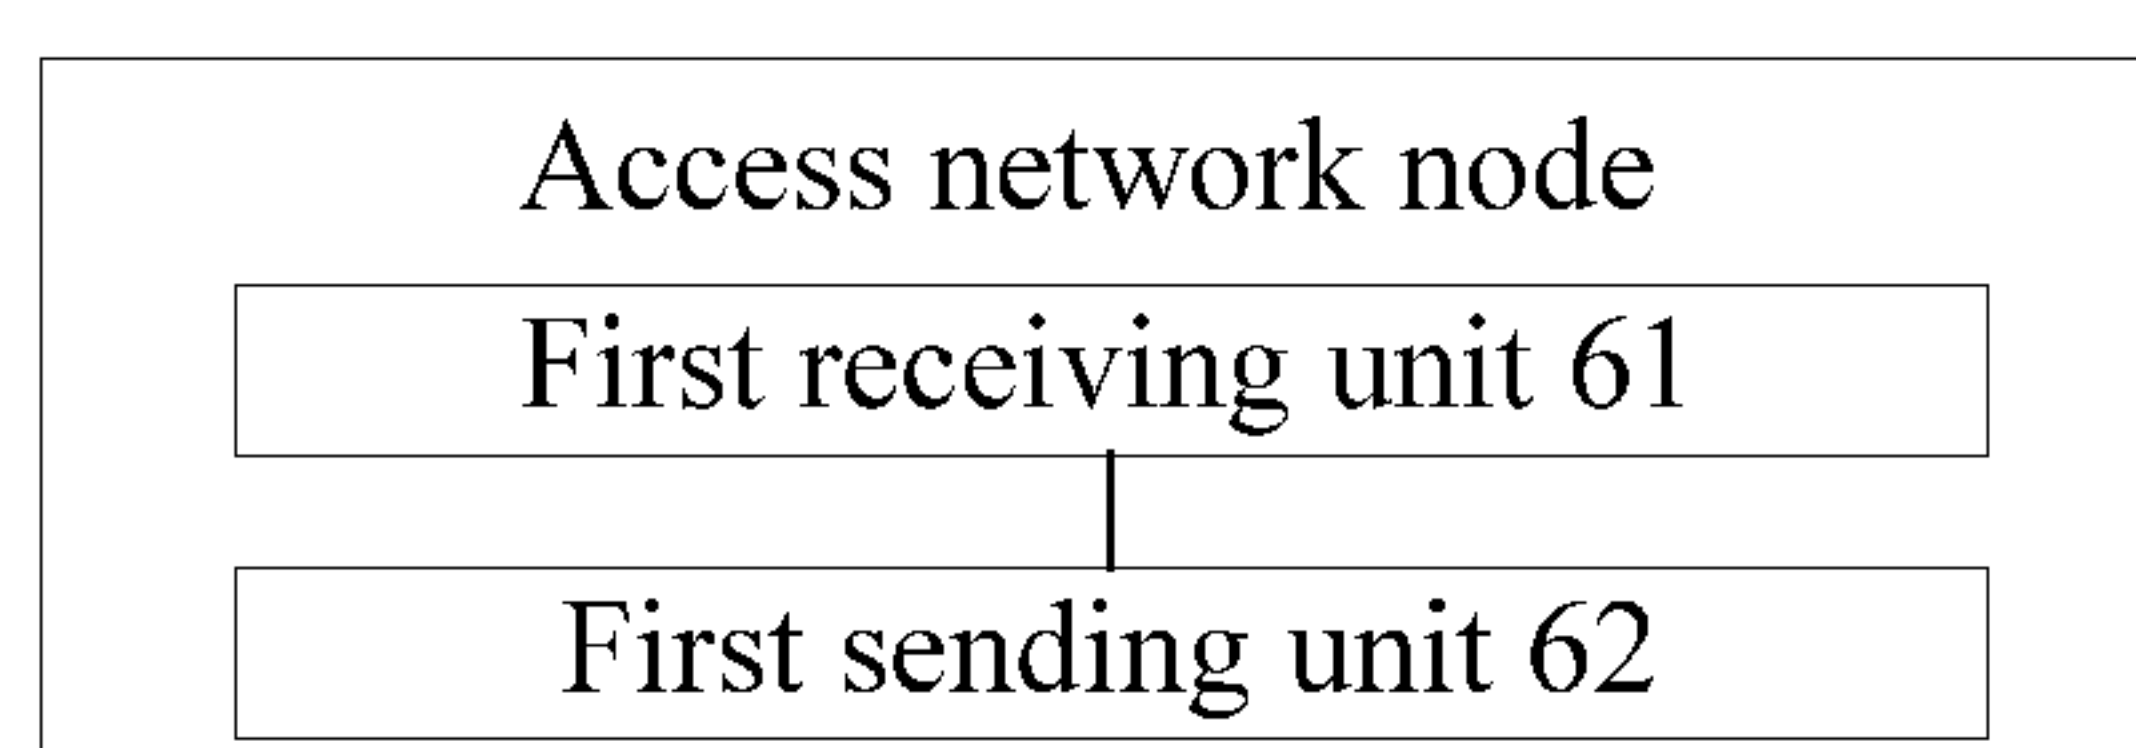 Access network node
First receiving unit 61
First sending unit 62